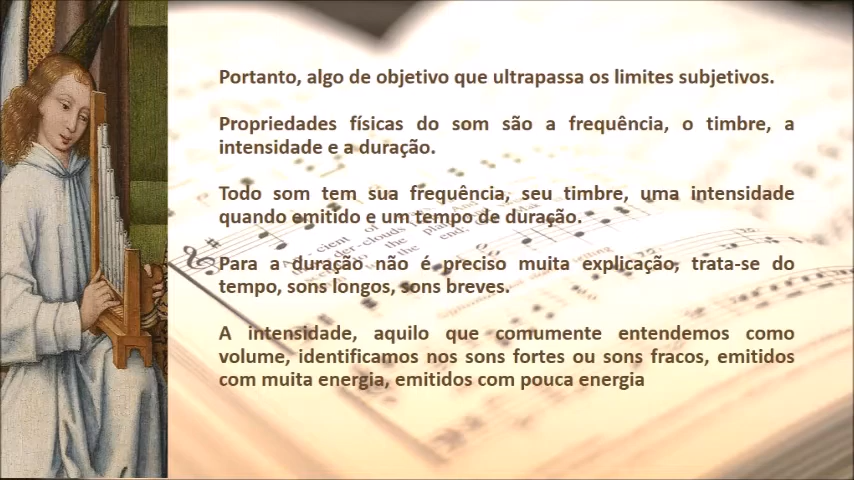 Portanto, algo de objetivo que ultrapassa os limites subjetivos.
Propriedades físicas do som são a frequência, o timbre, a
intensidade e a duração.
Todo som tem sua frequência, seu timbre, uma intensidade
quando emitido e um tempo de duração.
Para a duração não é preciso muita explicação, trata-se do
tempo, sons longos, sons breves.
A intensidade, aquilo que comumente entendemos como
volume, identificamos nos sons fortes ou sons fracos, emitidos
com muita energia, emitidos com pouca energia